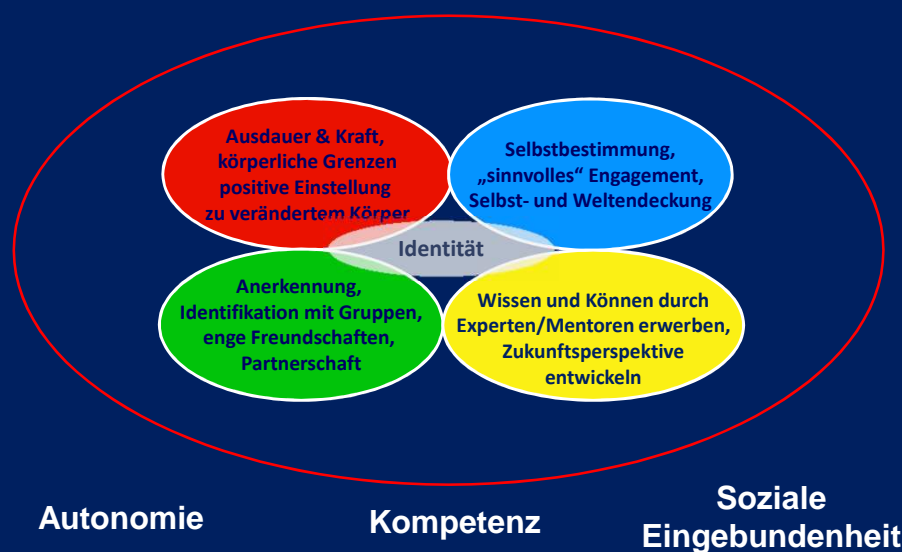 Ausdauer & Kraft,
körperliche Grenzen
positive Einstellung
zu verändertem Körper
Selbstbestimmung,
„sinnvolles“ Engagement,
Selbst- und Weltendeckung
Identität
Anerkennung,
Identifikation mit Gruppen,
enge Freundschaften,
Partnerschaft
Wissen und Können durch
Experten/Mentoren erwerben,
Zukunftsperspektive
entwickeln
Autonomie
Kompetenz
Soziale
Eingebundenheit